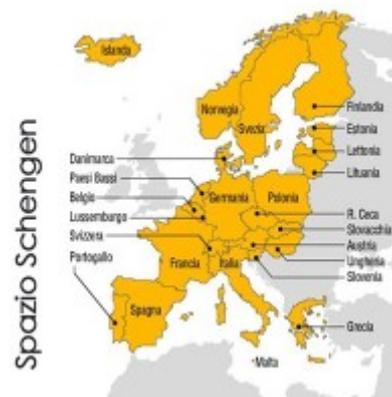 Spazio Schengen
Islanda
Norvegia
Svezia
Finlandia
Estonia
Lettonia
Lituania
Danimarca
Paesi Bassi
Belgio
Lussemburgo
Svizzera
Portogallo
Germania
Polonia
R. Ceca
Slovacchia
Austria
Ungheria
Slovenia
Francia
Italia
Spagna
Grecia
Malta